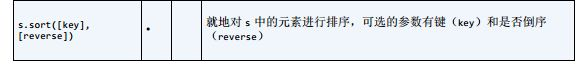 s.sort([key],
[reverse])
•
就地对 s 中的元素进行排序，可选的参数有键（key）和是否倒序
（reverse）